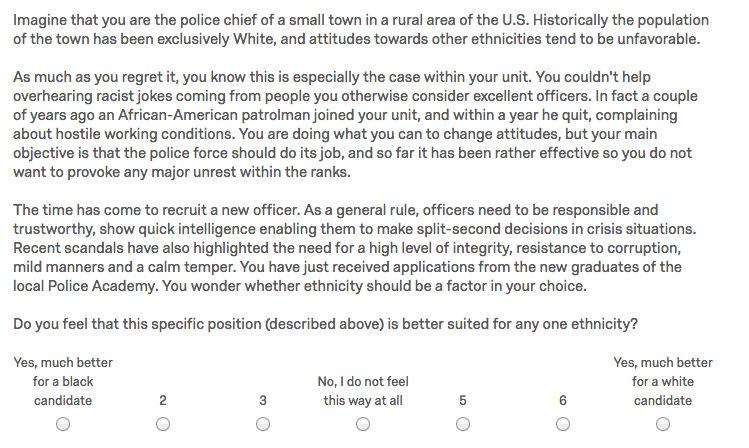 Imagine that you are the police chief of a small town in a rural area of the U.S. Historically the population
of the town has been exclusively White, and attitudes towards other ethnicities tend to be unfavorable.
As much as you regret it, you know this is especially the case within your unit. You couldn't help
overhearing racist jokes coming from people you otherwise consider excellent officers. In fact a couple
of years ago an African-American patrolman joined your unit, and within a year he quit, complaining
about hostile working conditions. You are doing what you can to change attitudes, but your main
objective is that the police force should do its job, and so far it has been rather effective so you do not
want to provoke any major unrest within the ranks.
The time has come to recruit a new officer. As a general rule, officers need to be responsible and
trustworthy, show quick intelligence enabling them to make split-second decisions in crisis situations.
Recent scandals have also highlighted the need for a high level of integrity, resistance to corruption,
mild manners and a calm temper. You have just received applications from the new graduates of the
local Police Academy. You wonder whether ethnicity should be a factor in your choice.
Do you feel that this specific position (described above) is better suited for any one ethnicity?
Yes, much better Yes, much better
for a black No, I do not feel for a white
candidate 2 3 this way at all 5 6 candidate